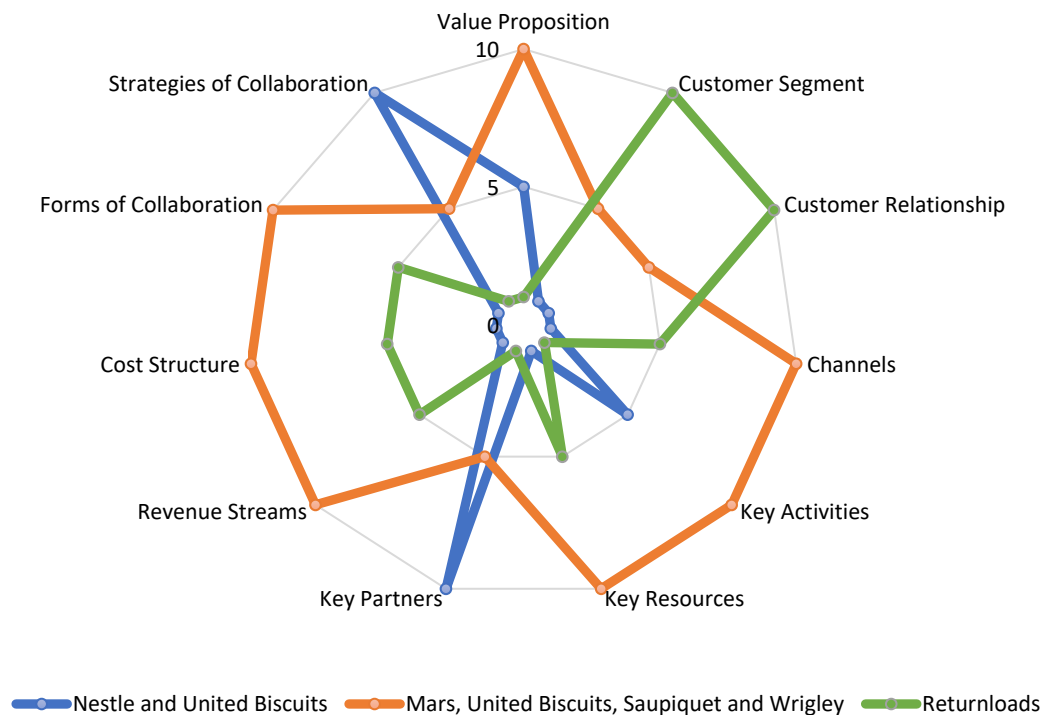 Value Proposition
10
Strategies of Collaboration
Customer Segment
5
Forms of Collaboration
Customer Relationship
0
Cost Structure
Channels
Revenue Streams
Key Activities
Key Partners
Key Resources
Nestle and United Biscuits
Mars, United Biscuits, Saupiquet and Wrigley
Returnloads